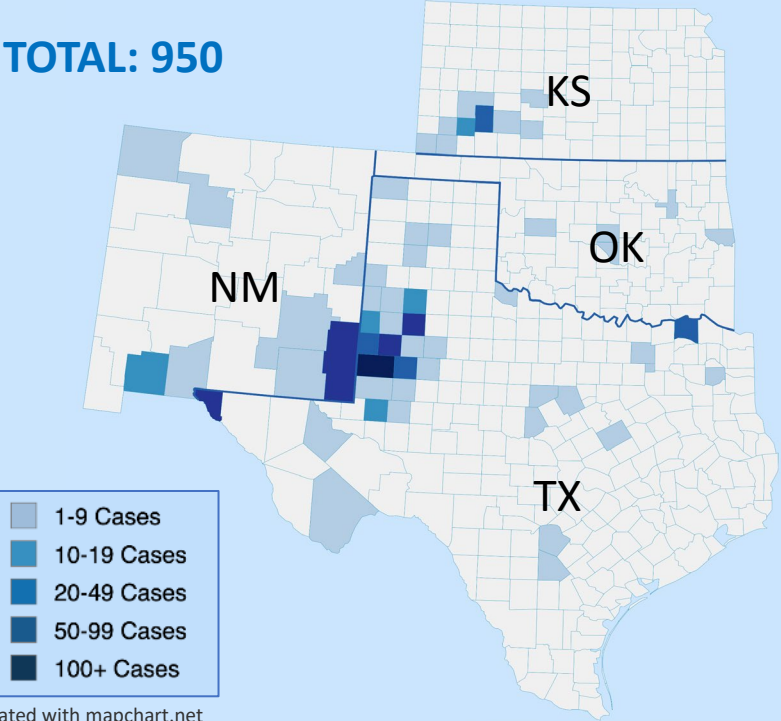 TOTAL: 950
KS
OK
NM
TX
1-9 Cases
10-19 Cases
20-49 Cases
50-99 Cases
100+ Cases
ated with mapchart.net